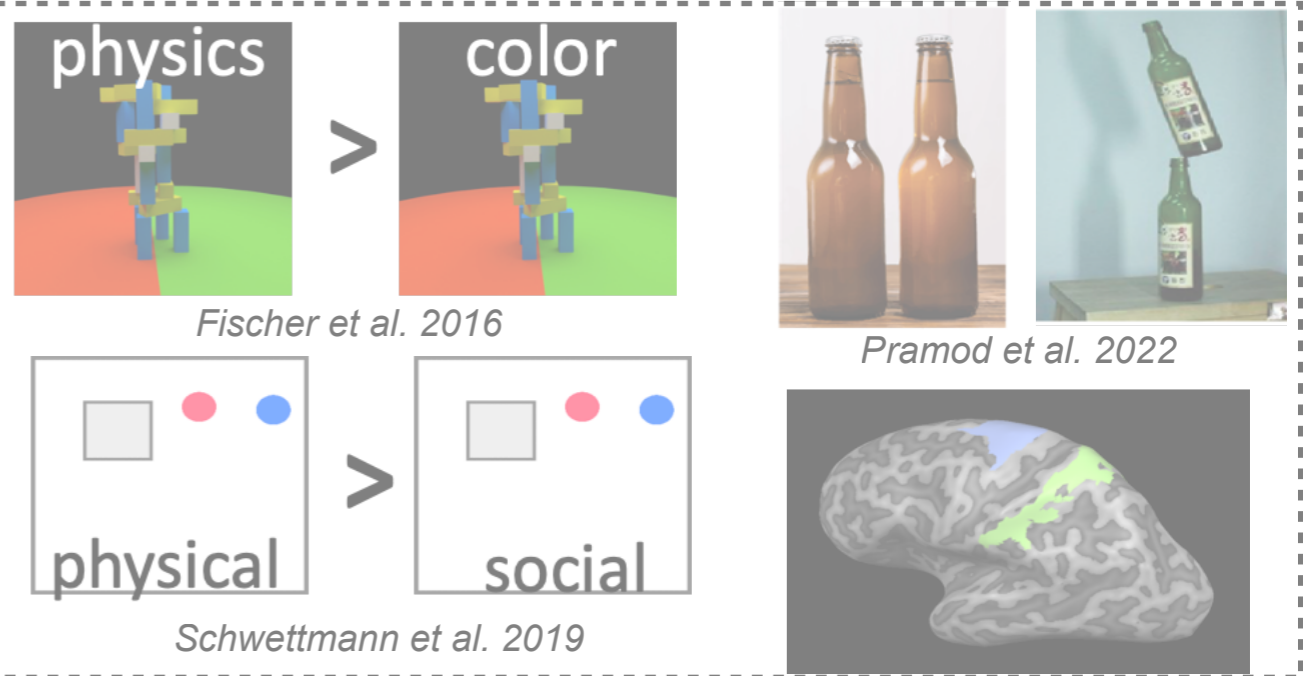 physics
>
color
Fischer et al. 2016
Pramod et al. 2022
physical
>
social
Schwettmann et al. 2019